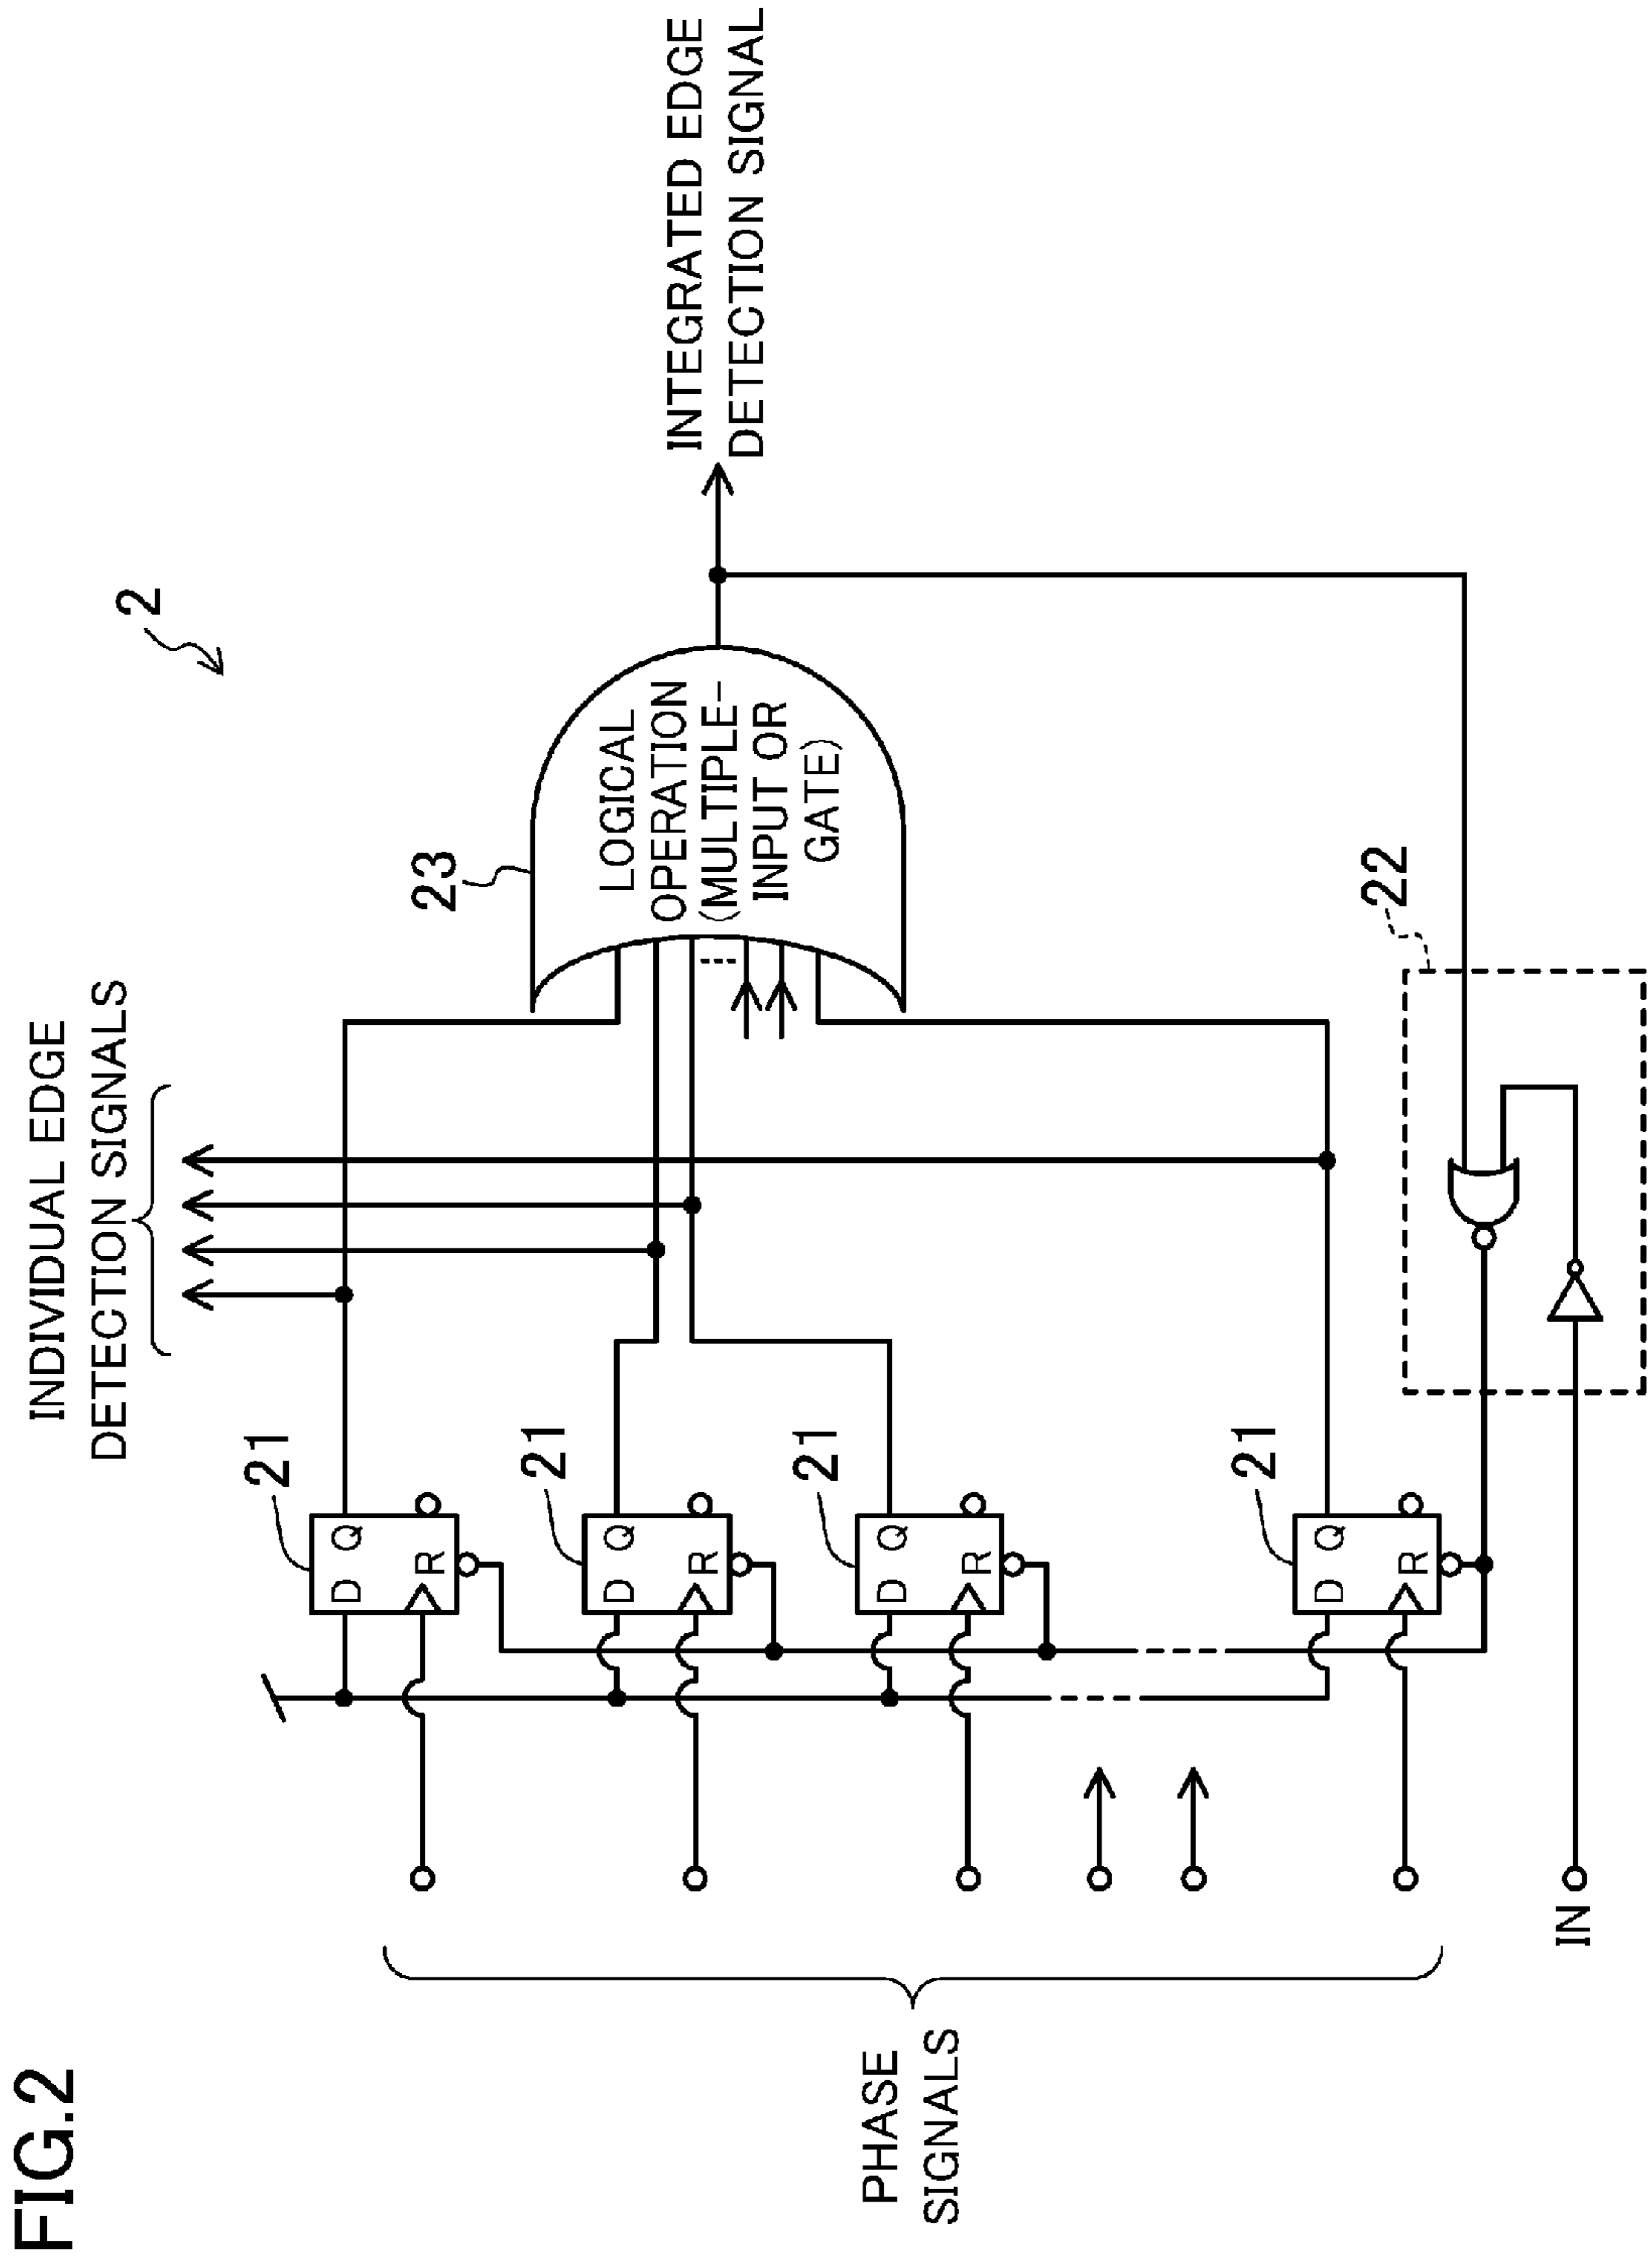 FIG.2
INDIVIDUAL EDGE
DETECTION SIGNALS
2
21
D Q
R
21
D Q
R
21
D Q
R
21
D Q
R
23
LOGICAL
OPERATION
(MULTIPLE-
INPUT OR
GATE)
INTEGRATED EDGE
DETECTION SIGNAL
22
PHASE
SIGNALS
IN